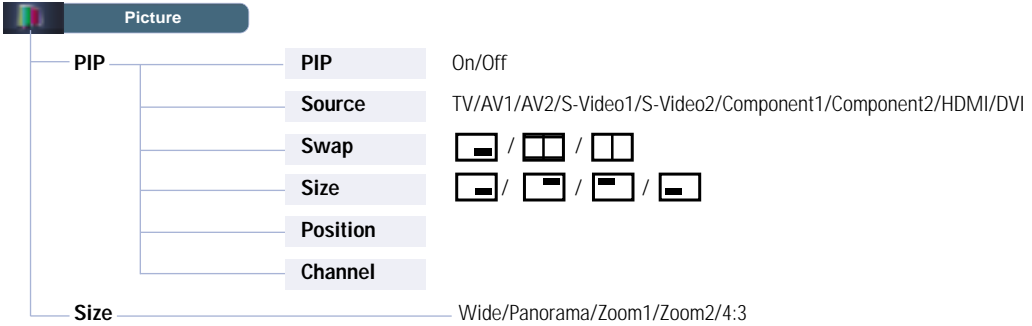 Picture
PIP
PIP On/Off
Source TV/AV1/AV2/S-Video1/S-Video2/Component1/Component2/HDMI/DVI
Swap / /
Size / / /
Position
Channel
Size Wide/Panorama/Zoom1/Zoom2/4:3